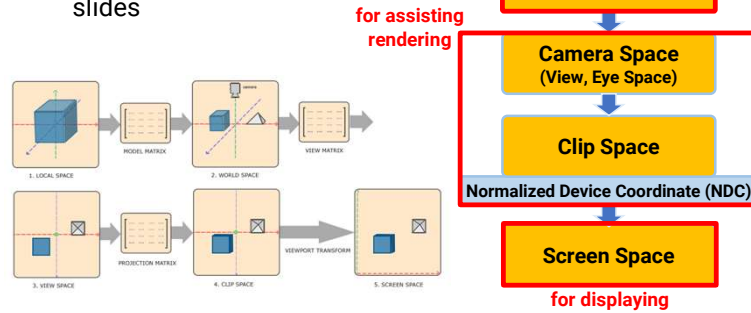 slides
for assisting
rendering
Camera Space
(View, Eye Space)
Clip Space
Normalized Device Coordinate (NDC)
Screen Space
for displaying
camera
MODEL MATRIX
VIEW MATRIX
1. LOCAL SPACE
2. WORLD SPACE
PROJECTION MATRIX
VIEWPORT TRANSFORM
3. VIEW SPACE
4. CLIP SPACE
5. SCREEN SPACE